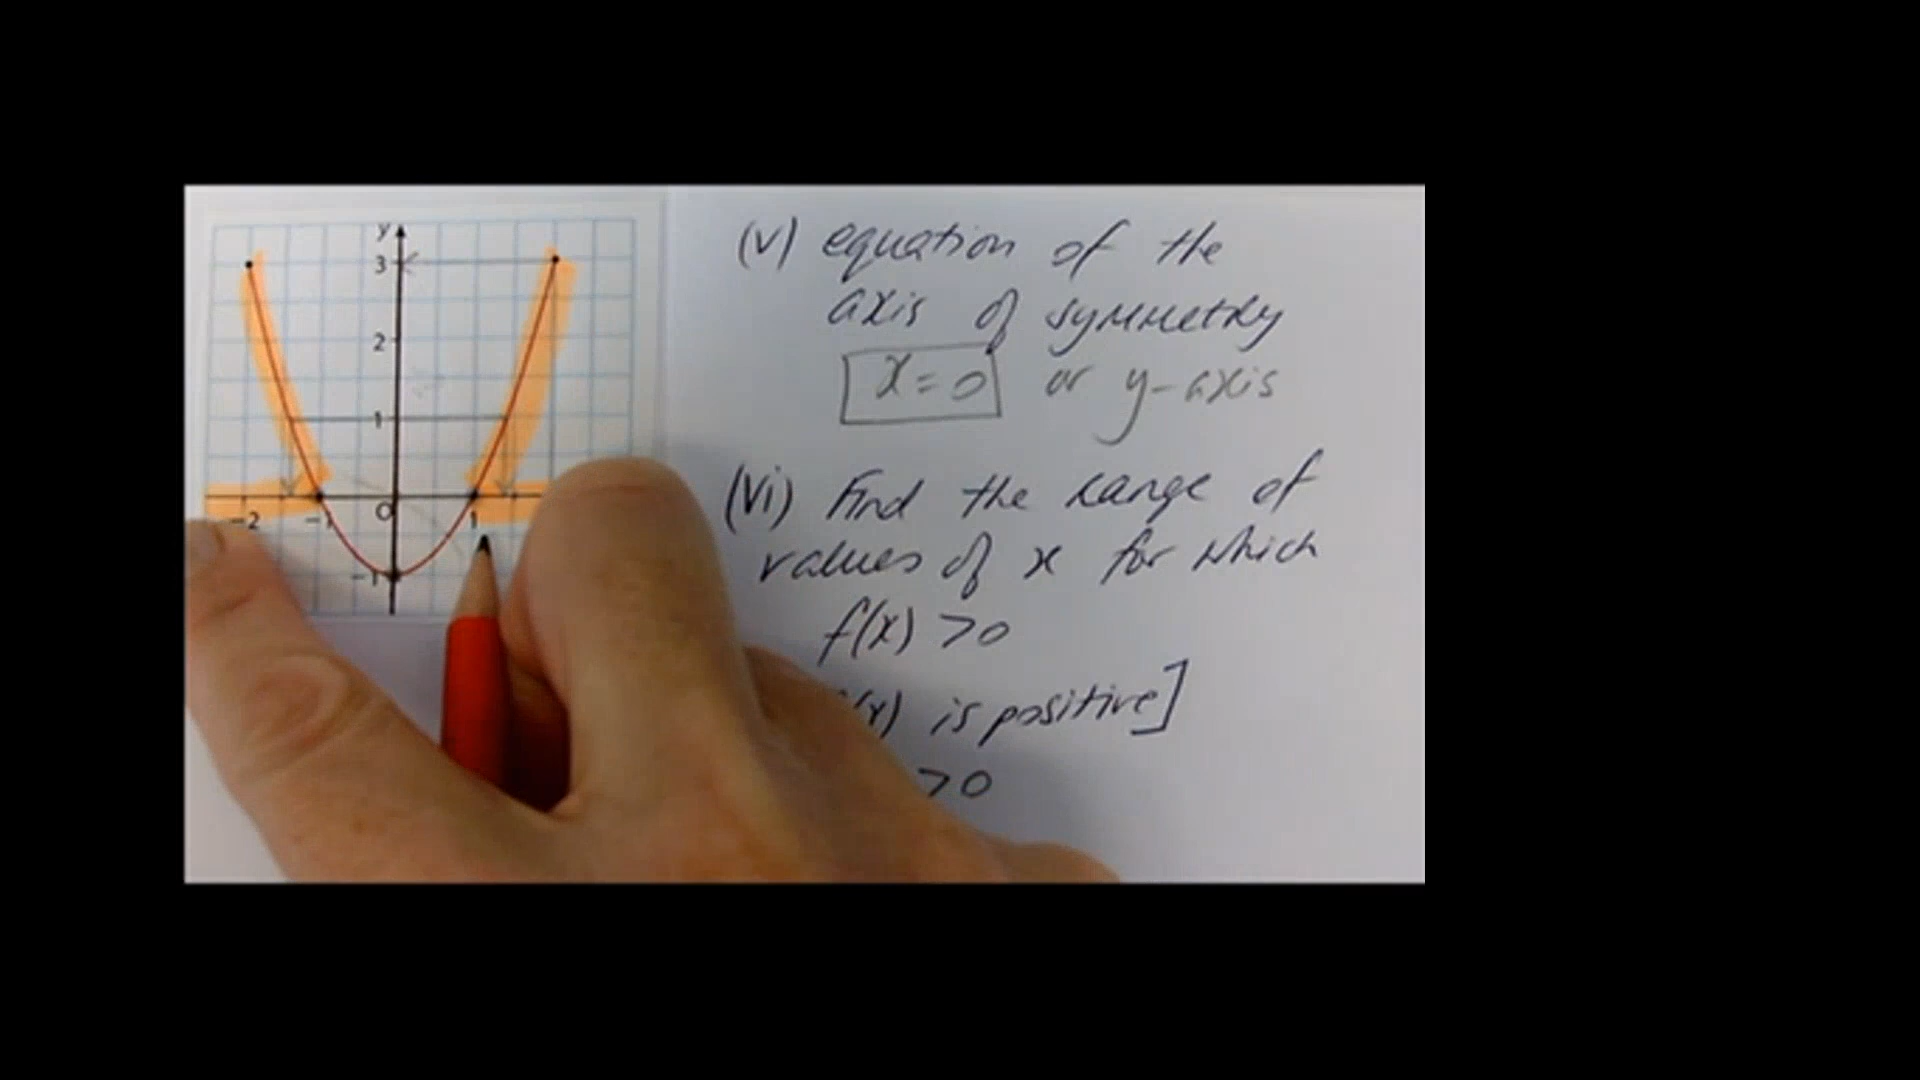 y
3
2
1
-2 -1 0 1
-1
(v) equation of the
axis of symmetry
x = 0 or y-axis
(vi) Find the range of
values of x for which
f(x) >0
(x) is positive]
>0